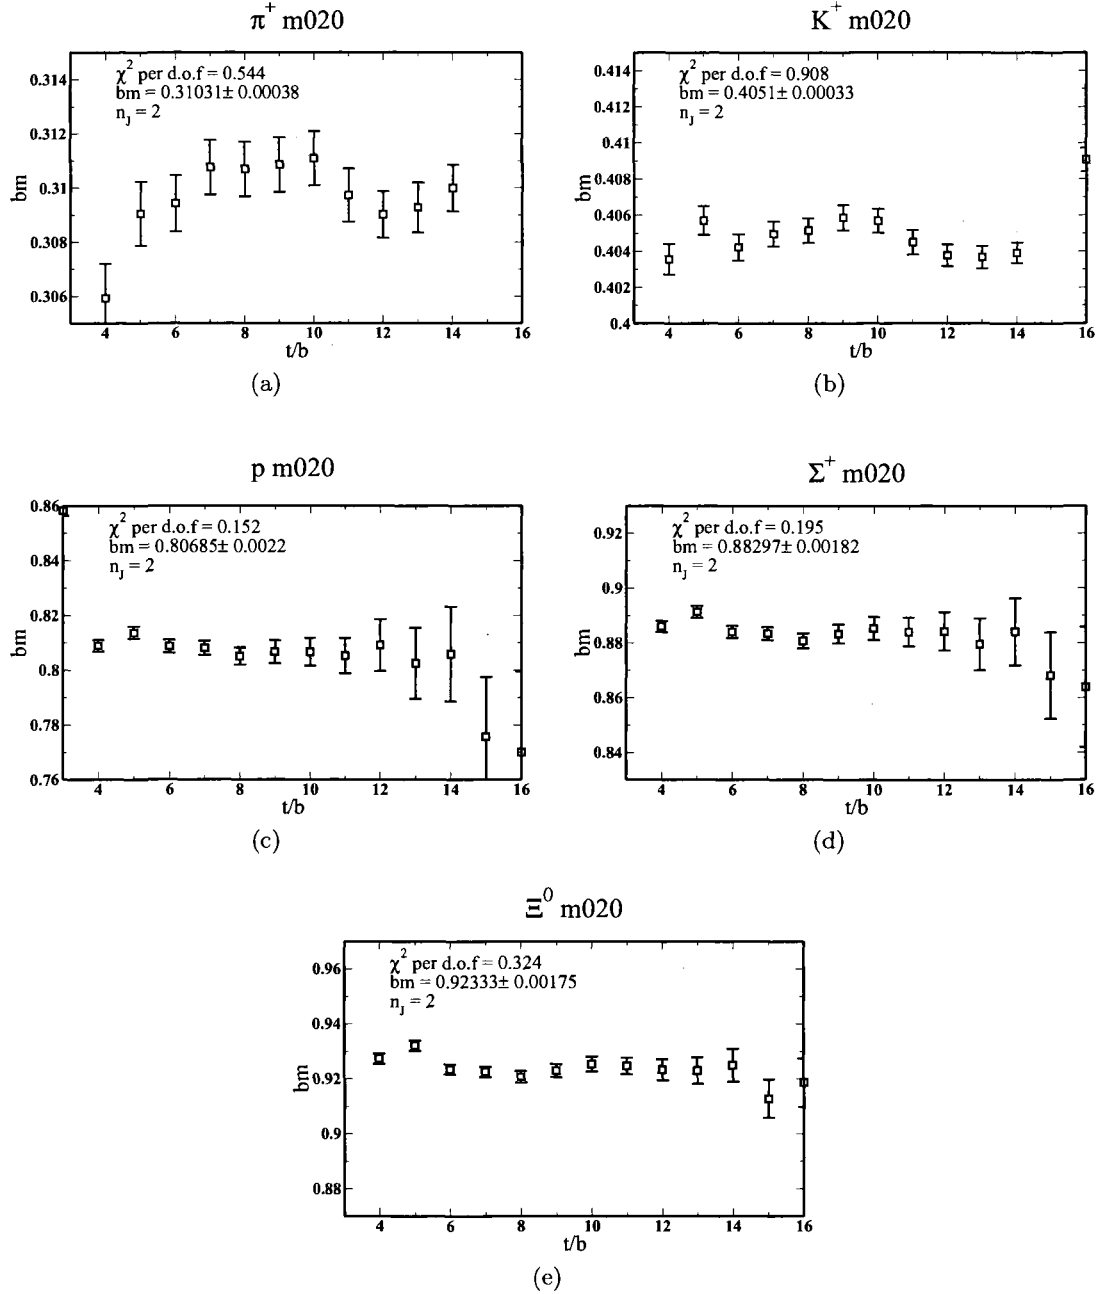 π⁺ m020
χ² per d.o.f = 0.544
bm = 0.31031± 0.00038
n_J = 2
0.314
0.312
0.31
0.308
0.306
bm
4 6 8 10 12 14 16
t/b
(a)
K⁺ m020
χ² per d.o.f = 0.908
bm = 0.4051± 0.00033
n_J = 2
0.414
0.412
0.41
0.408
0.406
0.404
0.402
0.4
bm
4 6 8 10 12 14 16
t/b
(b)
p m020
χ² per d.o.f = 0.152
bm = 0.80685± 0.0022
n_J = 2
0.86
0.84
0.82
0.8
0.78
0.76
bm
4 6 8 10 12 14 16
t/b
(c)
Σ⁺ m020
χ² per d.o.f = 0.195
bm = 0.88297± 0.00182
n_J = 2
0.92
0.9
0.88
0.86
0.84
bm
4 6 8 10 12 14 16
t/b
(d)
Ξ⁰ m020
χ² per d.o.f = 0.324
bm = 0.92333± 0.00175
n_J = 2
0.96
0.94
0.92
0.9
0.88
bm
4 6 8 10 12 14 16
t/b
(e)